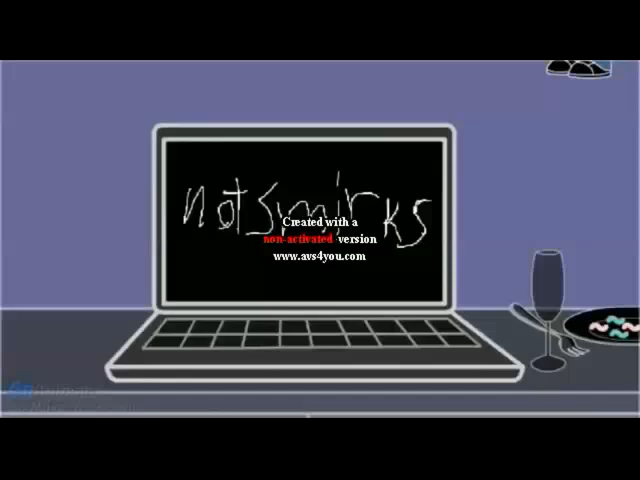 notsmirks
Created with a
non-activated version
www.avs4you.com